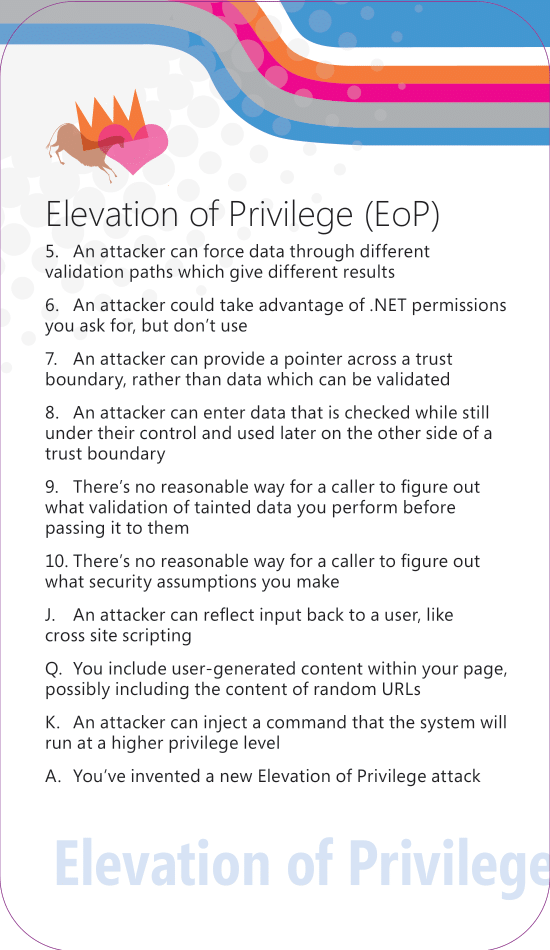 Elevation of Privilege (EoP)
5. An attacker can force data through different
validation paths which give different results
6. An attacker could take advantage of .NET permissions
you ask for, but don’t use
7. An attacker can provide a pointer across a trust
boundary, rather than data which can be validated
8. An attacker can enter data that is checked while still
under their control and used later on the other side of a
trust boundary
9. There’s no reasonable way for a caller to figure out
what validation of tainted data you perform before
passing it to them
10. There’s no reasonable way for a caller to figure out
what security assumptions you make
J. An attacker can reflect input back to a user, like
cross site scripting
Q. You include user-generated content within your page,
possibly including the content of random URLs
K. An attacker can inject a command that the system will
run at a higher privilege level
A. You’ve invented a new Elevation of Privilege attack
Elevation of Privilege